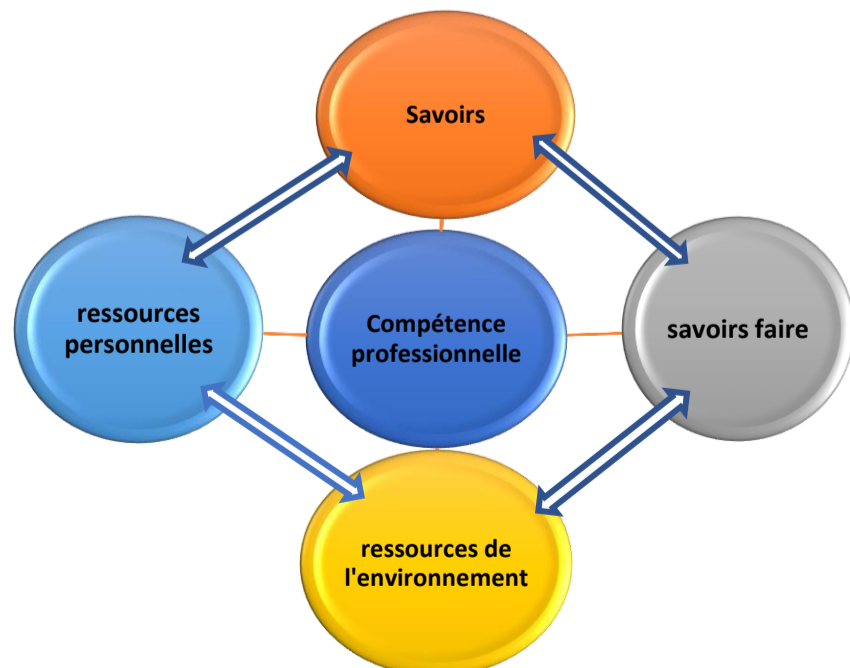 Savoirs
ressources
personnelles
Compétence
professionnelle
savoirs faire
ressources de
l'environnement